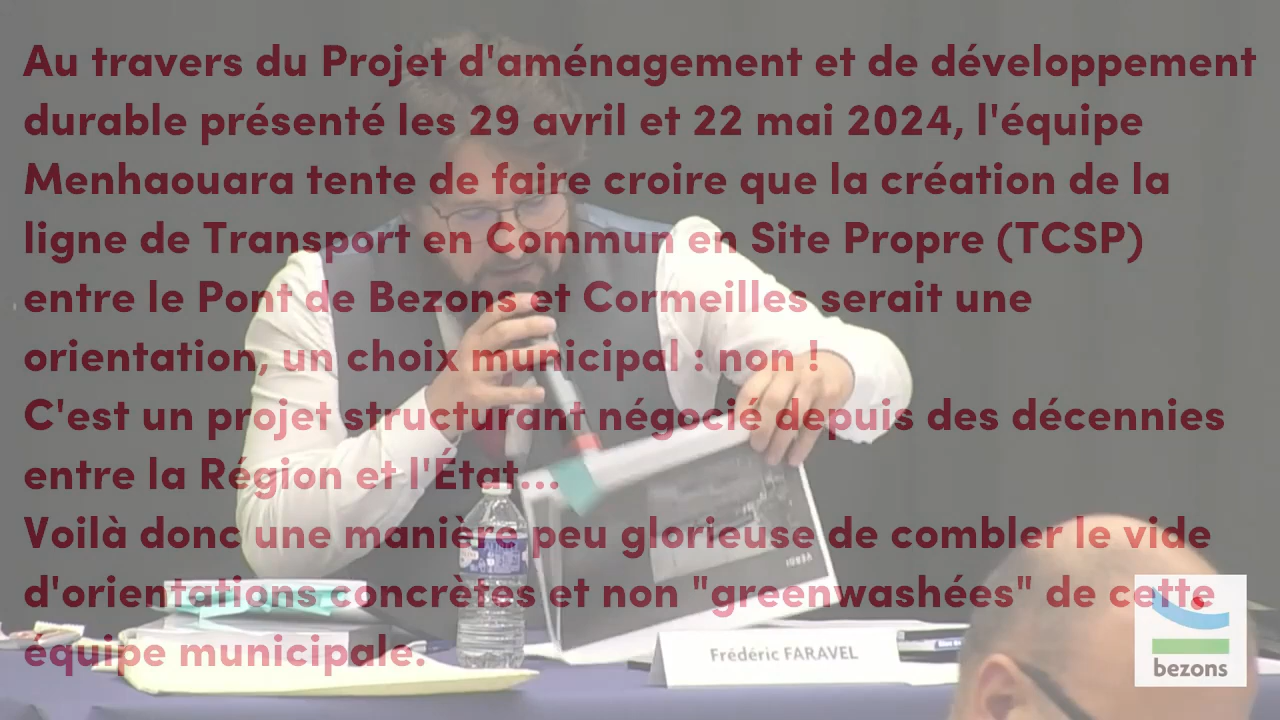 Au travers du Projet d'aménagement et de développement
durable présenté les 29 avril et 22 mai 2024, l'équipe
Menhaouara tente de faire croire que la création de la
ligne de Transport en Commun en Site Propre (TCSP)
entre le Pont de Bezons et Cormeilles serait une
orientation, un choix municipal : non !
C'est un projet structurant négocié depuis des décennies
entre la Région et l'État...
Voilà donc une manière peu glorieuse de combler le vide
d'orientations concrètes et non "greenwashées" de cette
équipe municipale.
VERDI
Frédéric FARAVEL
bezons